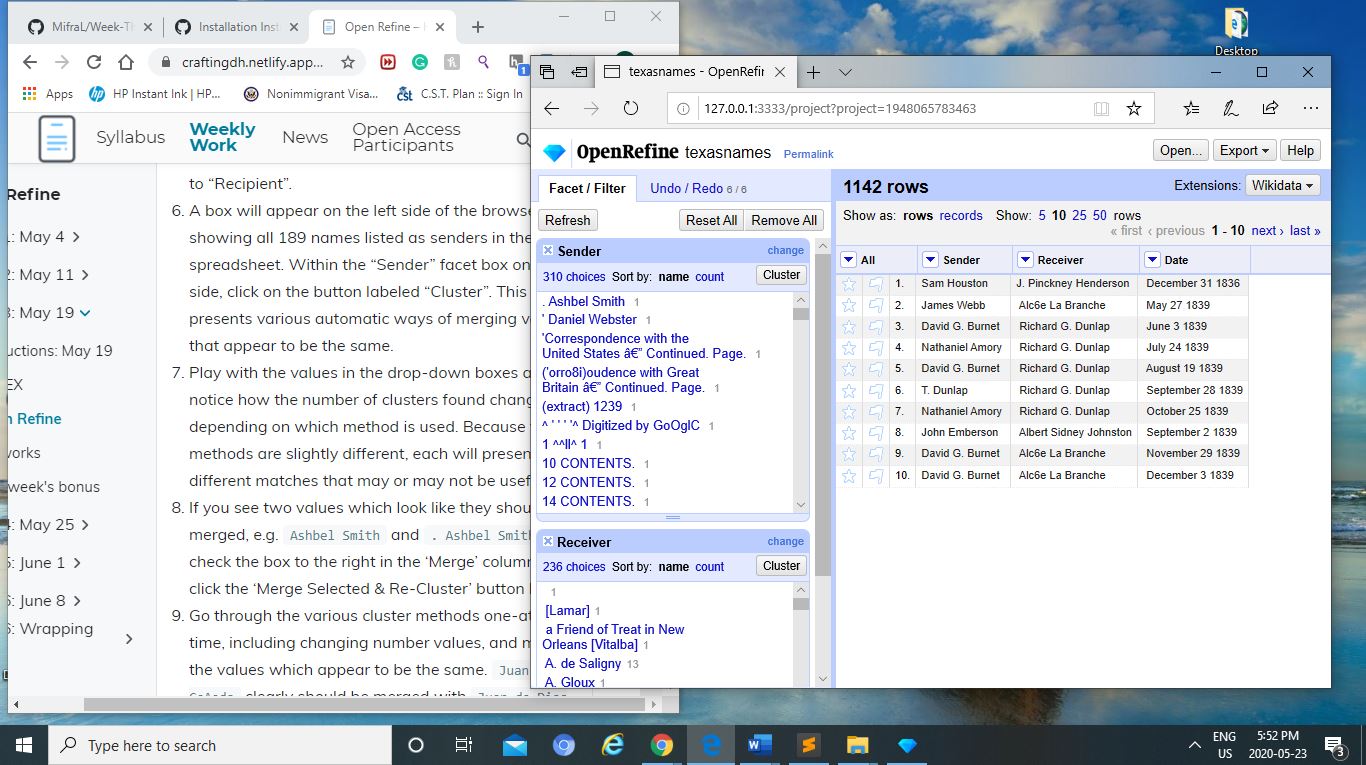 MifraL/Week-Th
Installation Inst
Open Refine –
craftingdh.netlify.app...
Apps
HP Instant Ink | HP...
Nonimmigrant Visa...
C.S.T. Plan :: Sign In
Syllabus
Weekly Work
News
Open Access Participants
Refine
: May 4
2: May 11
: May 19
uctions: May 19
EX
n Refine
vorks
week's bonus
: May 25
5: June 1
: June 8
6: Wrapping
to “Recipient”.
6. A box will appear on the left side of the browse
showing all 189 names listed as senders in the
spreadsheet. Within the “Sender” facet box on
side, click on the button labeled “Cluster”. This
presents various automatic ways of merging v
that appear to be the same.
7. Play with the values in the drop-down boxes a
notice how the number of clusters found chang
depending on which method is used. Because
methods are slightly different, each will presen
different matches that may or may not be usef
8. If you see two values which look like they shou
merged, e.g. Ashbel Smith and . Ashbel Smit
check the box to the right in the ‘Merge’ column
click the ‘Merge Selected & Re-Cluster’ button
9. Go through the various cluster methods one-at
time, including changing number values, and m
the values which appear to be the same. Juan
clearly should be merged with
Desktop
texasnames - OpenRefin
127.0.0.1:3333/project?project=1948065783463
OpenRefine texasnames Permalink
Open...
Export
Help
Facet / Filter
Undo / Redo 6 / 6
Refresh
Reset All
Remove All
Sender
change
310 choices Sort by: name count
Cluster
. Ashbel Smith 1
' Daniel Webster 1
'Correspondence with the
United States â€” Continued. Page. 1
('orro8i)oudence with Great
Britain â€” Continued. Page. 1
(extract) 1239 1
^ ' ' ' '^ Digitized by GoOglC 1
1 ^^ll^ 1 1
10 CONTENTS. 1
12 CONTENTS. 1
14 CONTENTS. 1
Receiver
change
236 choices Sort by: name count
Cluster
1
[Lamar] 1
a Friend of Treat in New
Orleans [Vitalba] 1
A. de Saligny 13
A. Gloux 1
1142 rows
Extensions: Wikidata
Show as: rows records Show: 5 10 25 50 rows
« first ‹ previous 1 - 10 next › last »
All Sender Receiver Date
1. Sam Houston J. Pinckney Henderson December 31 1836
2. James Webb Alc6e La Branche May 27 1839
3. David G. Burnet Richard G. Dunlap June 3 1839
4. Nathaniel Amory Richard G. Dunlap July 24 1839
5. David G. Burnet Richard G. Dunlap August 19 1839
6. T. Dunlap Richard G. Dunlap September 28 1839
7. Nathaniel Amory Richard G. Dunlap October 25 1839
8. John Emberson Albert Sidney Johnston September 2 1839
9. David G. Burnet Alc6e La Branche November 29 1839
10. David G. Burnet Alc6e La Branche December 3 1839
Type here to search
ENG
US
5:52 PM
2020-05-23
3